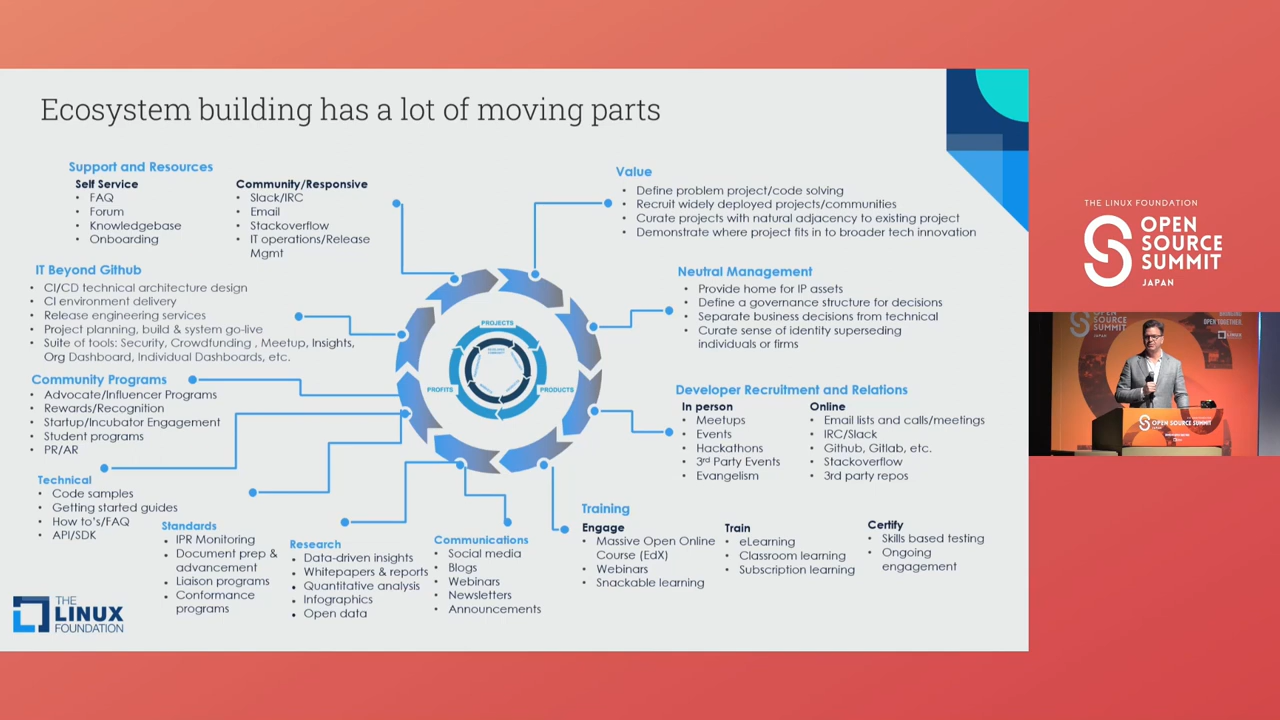 Ecosystem building has a lot of moving parts
Support and Resources
Self Service
• FAQ
• Forum
• Knowledgebase
• Onboarding
Community/Responsive
• Slack/IRC
• Email
• Stackoverflow
• IT operations/Release
Mgmt
Value
• Define problem project/code solving
• Recruit widely deployed projects/communities
• Curate projects with natural adjacency to existing project
• Demonstrate where project fits in to broader tech innovation
IT Beyond Github
• CI/CD technical architecture design
• CI environment delivery
• Release engineering services
• Project planning, build & system go-live
• Suite of tools: Security, Crowdfunding , Meetup, Insights,
Org Dashboard, Individual Dashboards, etc.
Neutral Management
• Provide home for IP assets
• Define a governance structure for decisions
• Separate business decisions from technical
• Curate sense of identity superseding
individuals or firms
PROJECTS
PROFITS
PRODUCTS
Community Programs
• Advocate/Influencer Programs
• Rewards/Recognition
• Startup/Incubator Engagement
• Student programs
• PR/AR
Developer Recruitment and Relations
In person
• Meetups
• Events
• Hackathons
• 3rd Party Events
• Evangelism
Online
• Email lists and calls/meetings
• IRC/Slack
• Github, Gitlab, etc.
• Stackoverflow
• 3rd party repos
Technical
• Code samples
• Getting started guides
• How to's/FAQ
• API/SDK
Standards
• IPR Monitoring
• Document prep &
advancement
• Liaison programs
• Conformance
programs
Research
• Data-driven insights
• Whitepapers & reports
• Quantitative analysis
• Infographics
• Open data
Communications
• Social media
• Blogs
• Webinars
• Newsletters
• Announcements
Training
Engage
• Massive Open Online
Course (EdX)
• Webinars
• Snackable learning
Train
• eLearning
• Classroom learning
• Subscription learning
Certify
• Skills based testing
• Ongoing
engagement
THE
LINUX
FOUNDATION
THE LINUX FOUNDATION
OPEN
SOURCE
SUMMIT
JAPAN
OPEN
SOURCE
SUMMIT
JAPAN
OPEN SOURCE SUMMIT